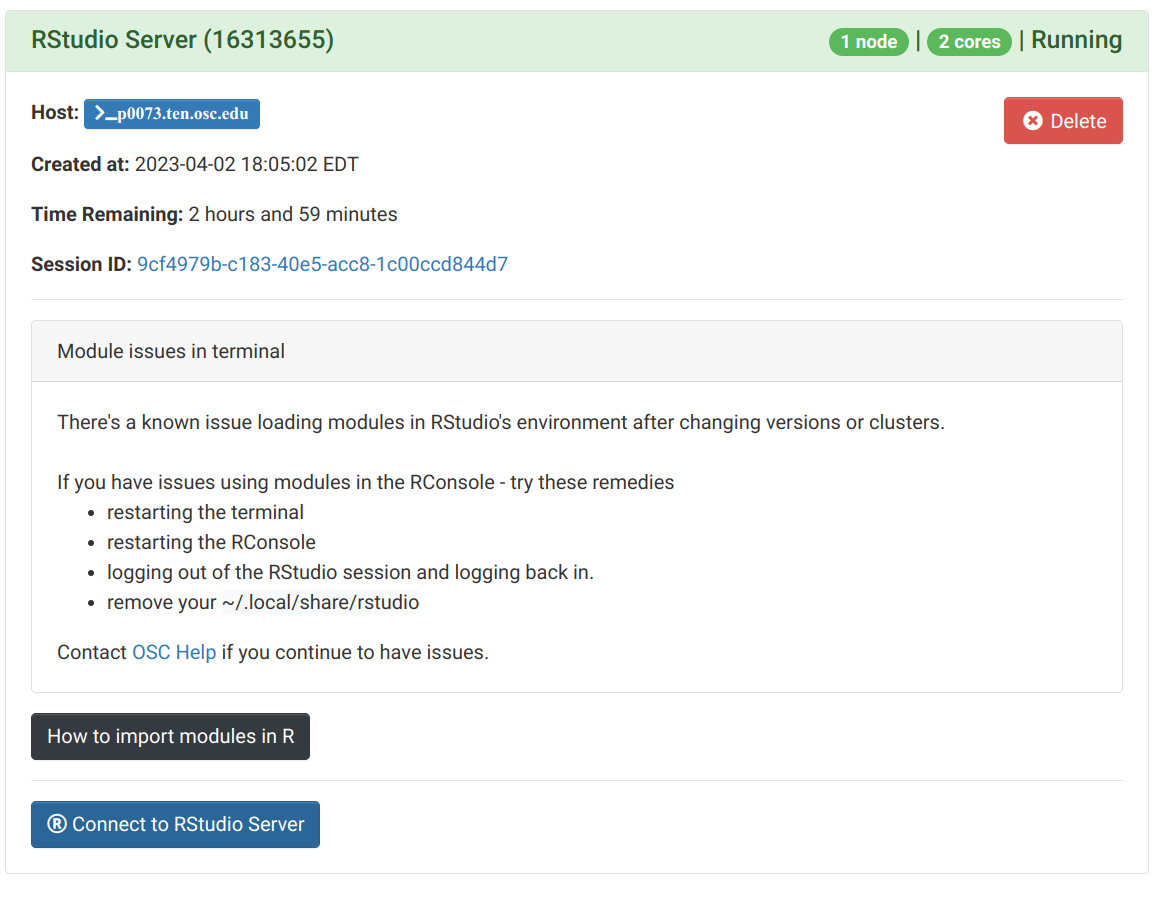 RStudio Server (16313655) 1 node | 2 cores | Running
Host: >_p0073.ten.osc.edu Delete
Created at: 2023-04-02 18:05:02 EDT
Time Remaining: 2 hours and 59 minutes
Session ID: 9cf4979b-c183-40e5-acc8-1c00ccd844d7
Module issues in terminal
There's a known issue loading modules in RStudio's environment after changing versions or clusters.
If you have issues using modules in the RConsole - try these remedies
• restarting the terminal
• restarting the RConsole
• logging out of the RStudio session and logging back in.
• remove your ~/.local/share/rstudio
Contact OSC Help if you continue to have issues.
How to import modules in R
® Connect to RStudio Server